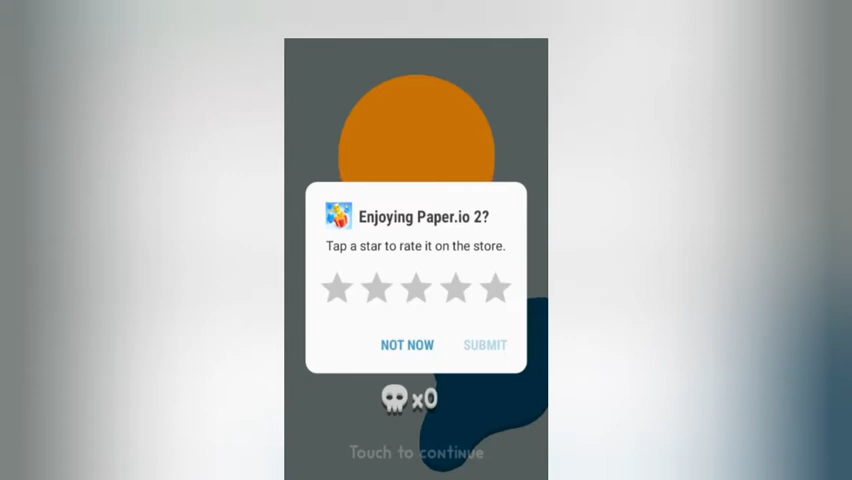 Enjoying Paper.io 2?
Tap a star to rate it on the store.
NOT NOW SUBMIT
x0
Touch to continue